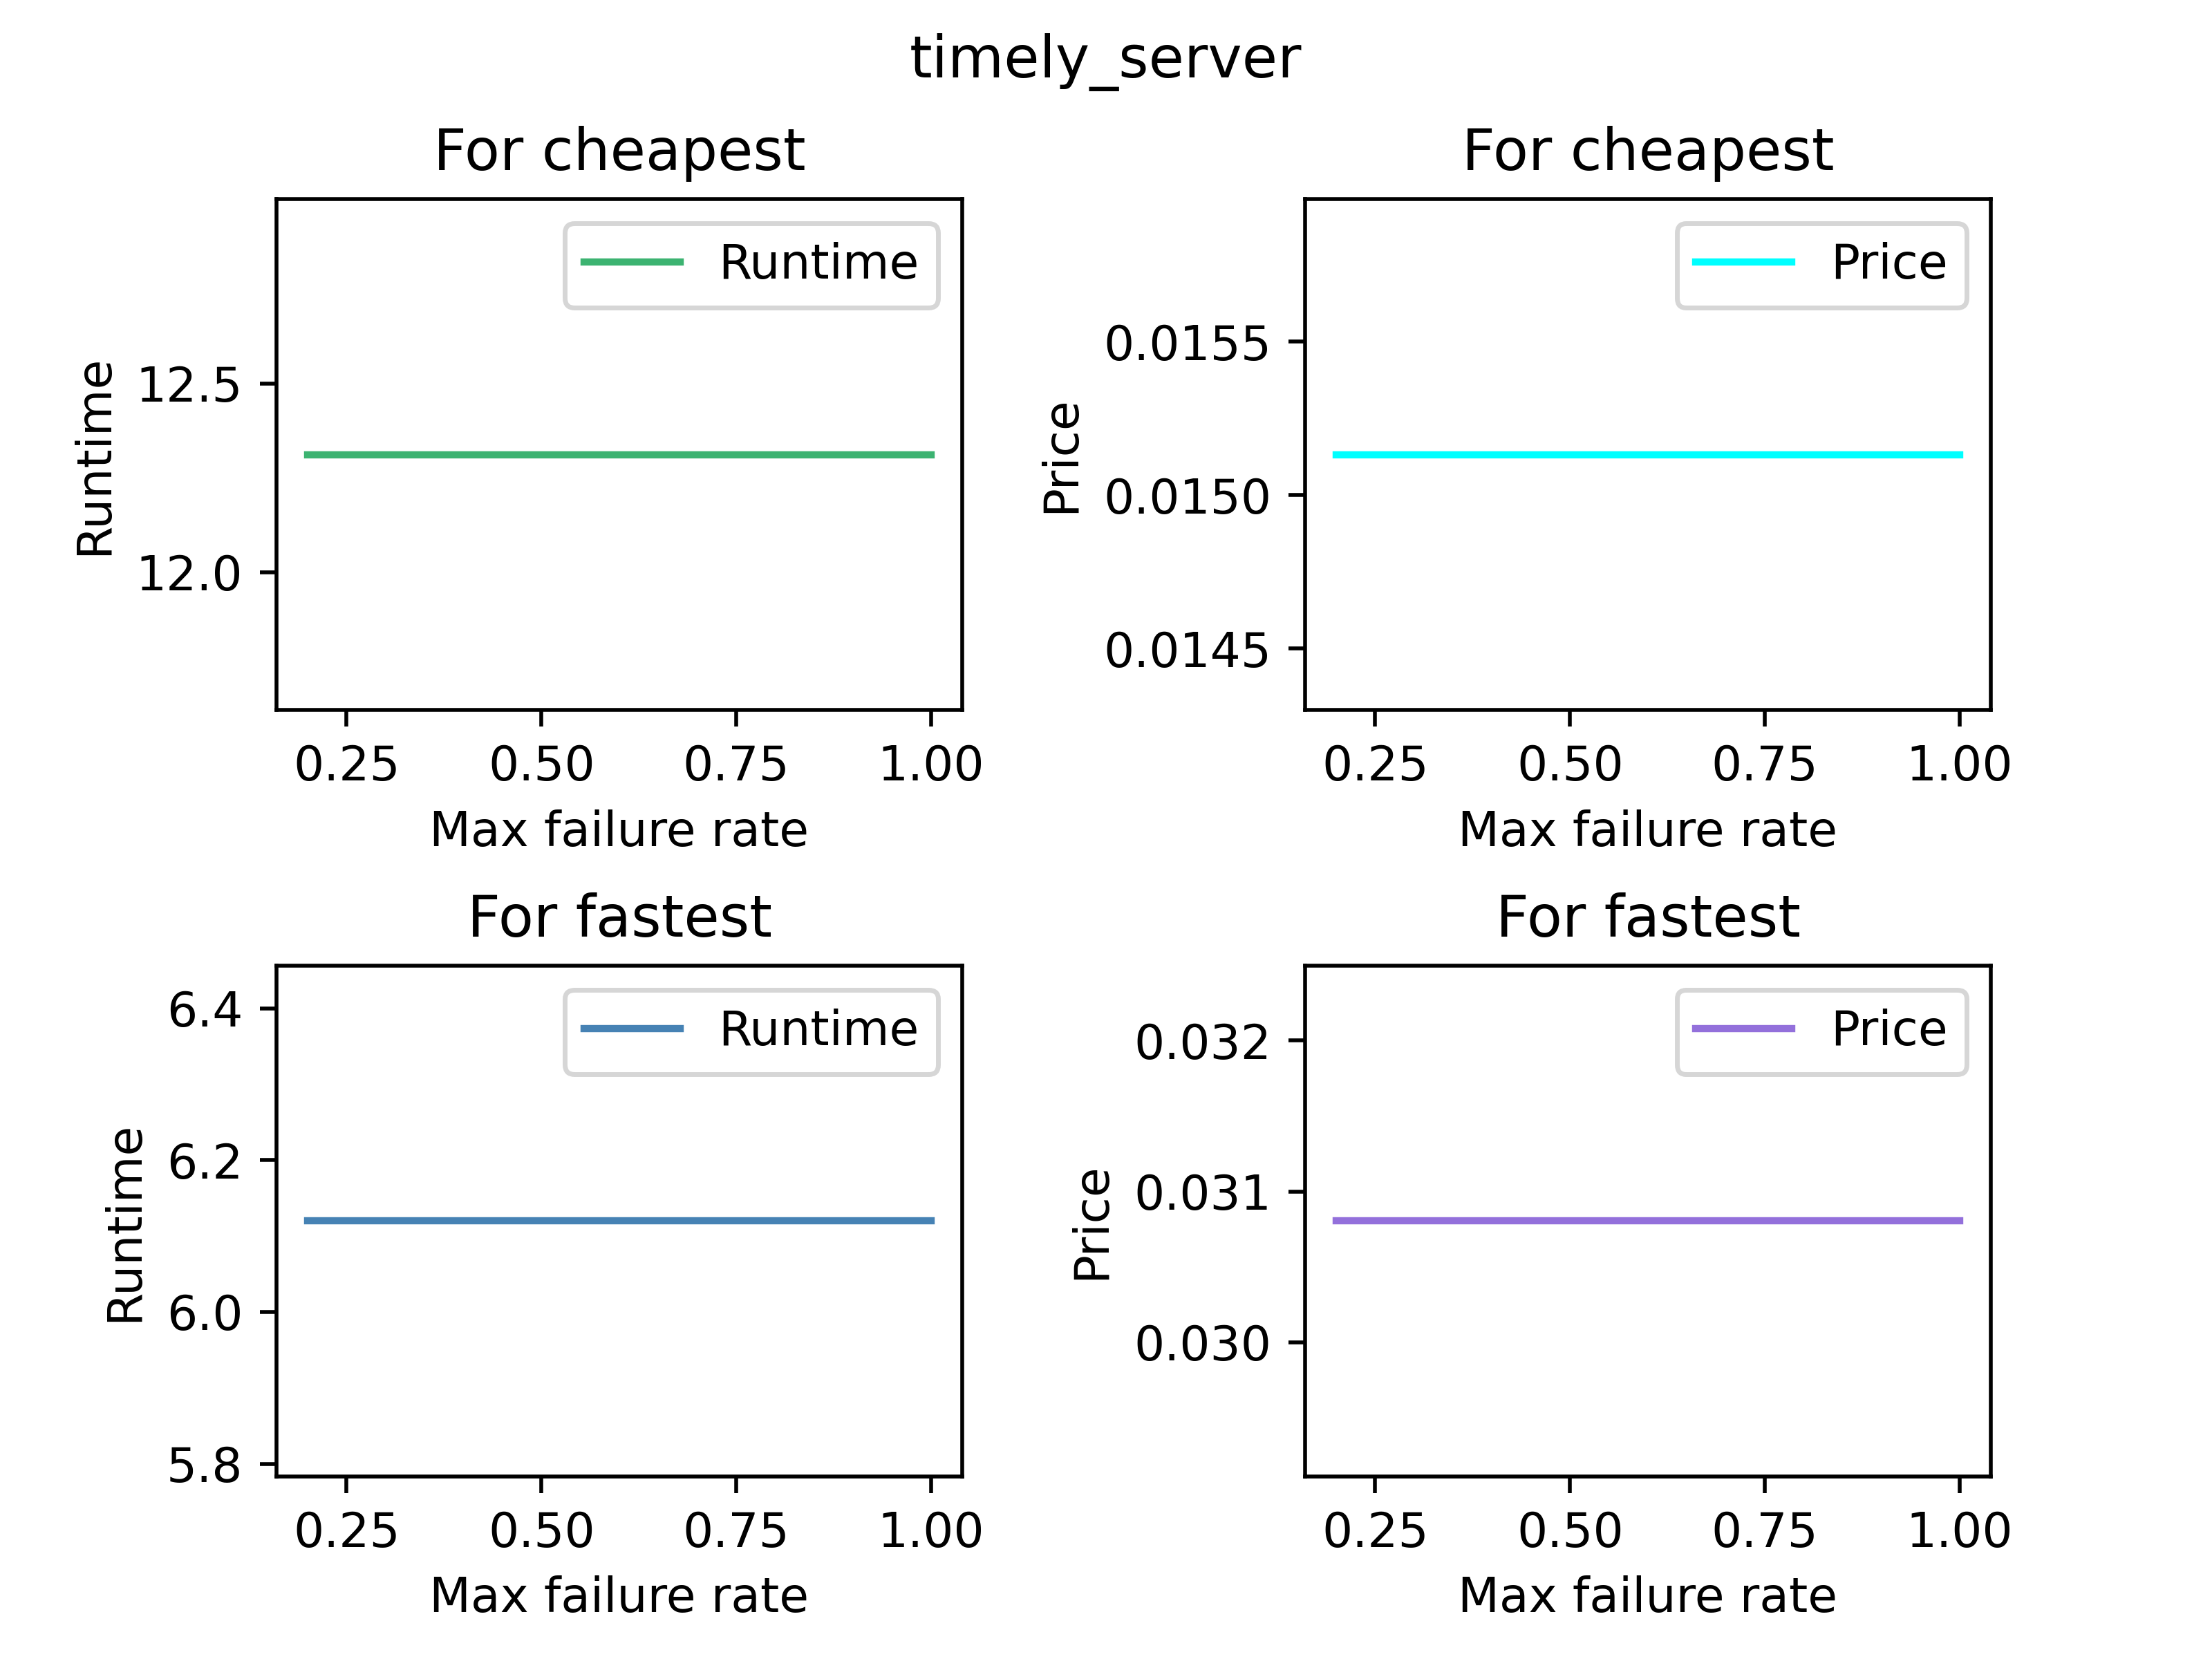 timely_server
For cheapest
Runtime
Runtime
12.5
12.0
0.25 0.50 0.75 1.00
Max failure rate
For cheapest
Price
Price
0.0155
0.0150
0.0145
0.25 0.50 0.75 1.00
Max failure rate
For fastest
Runtime
Runtime
6.4
6.2
6.0
5.8
0.25 0.50 0.75 1.00
Max failure rate
For fastest
Price
Price
0.032
0.031
0.030
0.25 0.50 0.75 1.00
Max failure rate